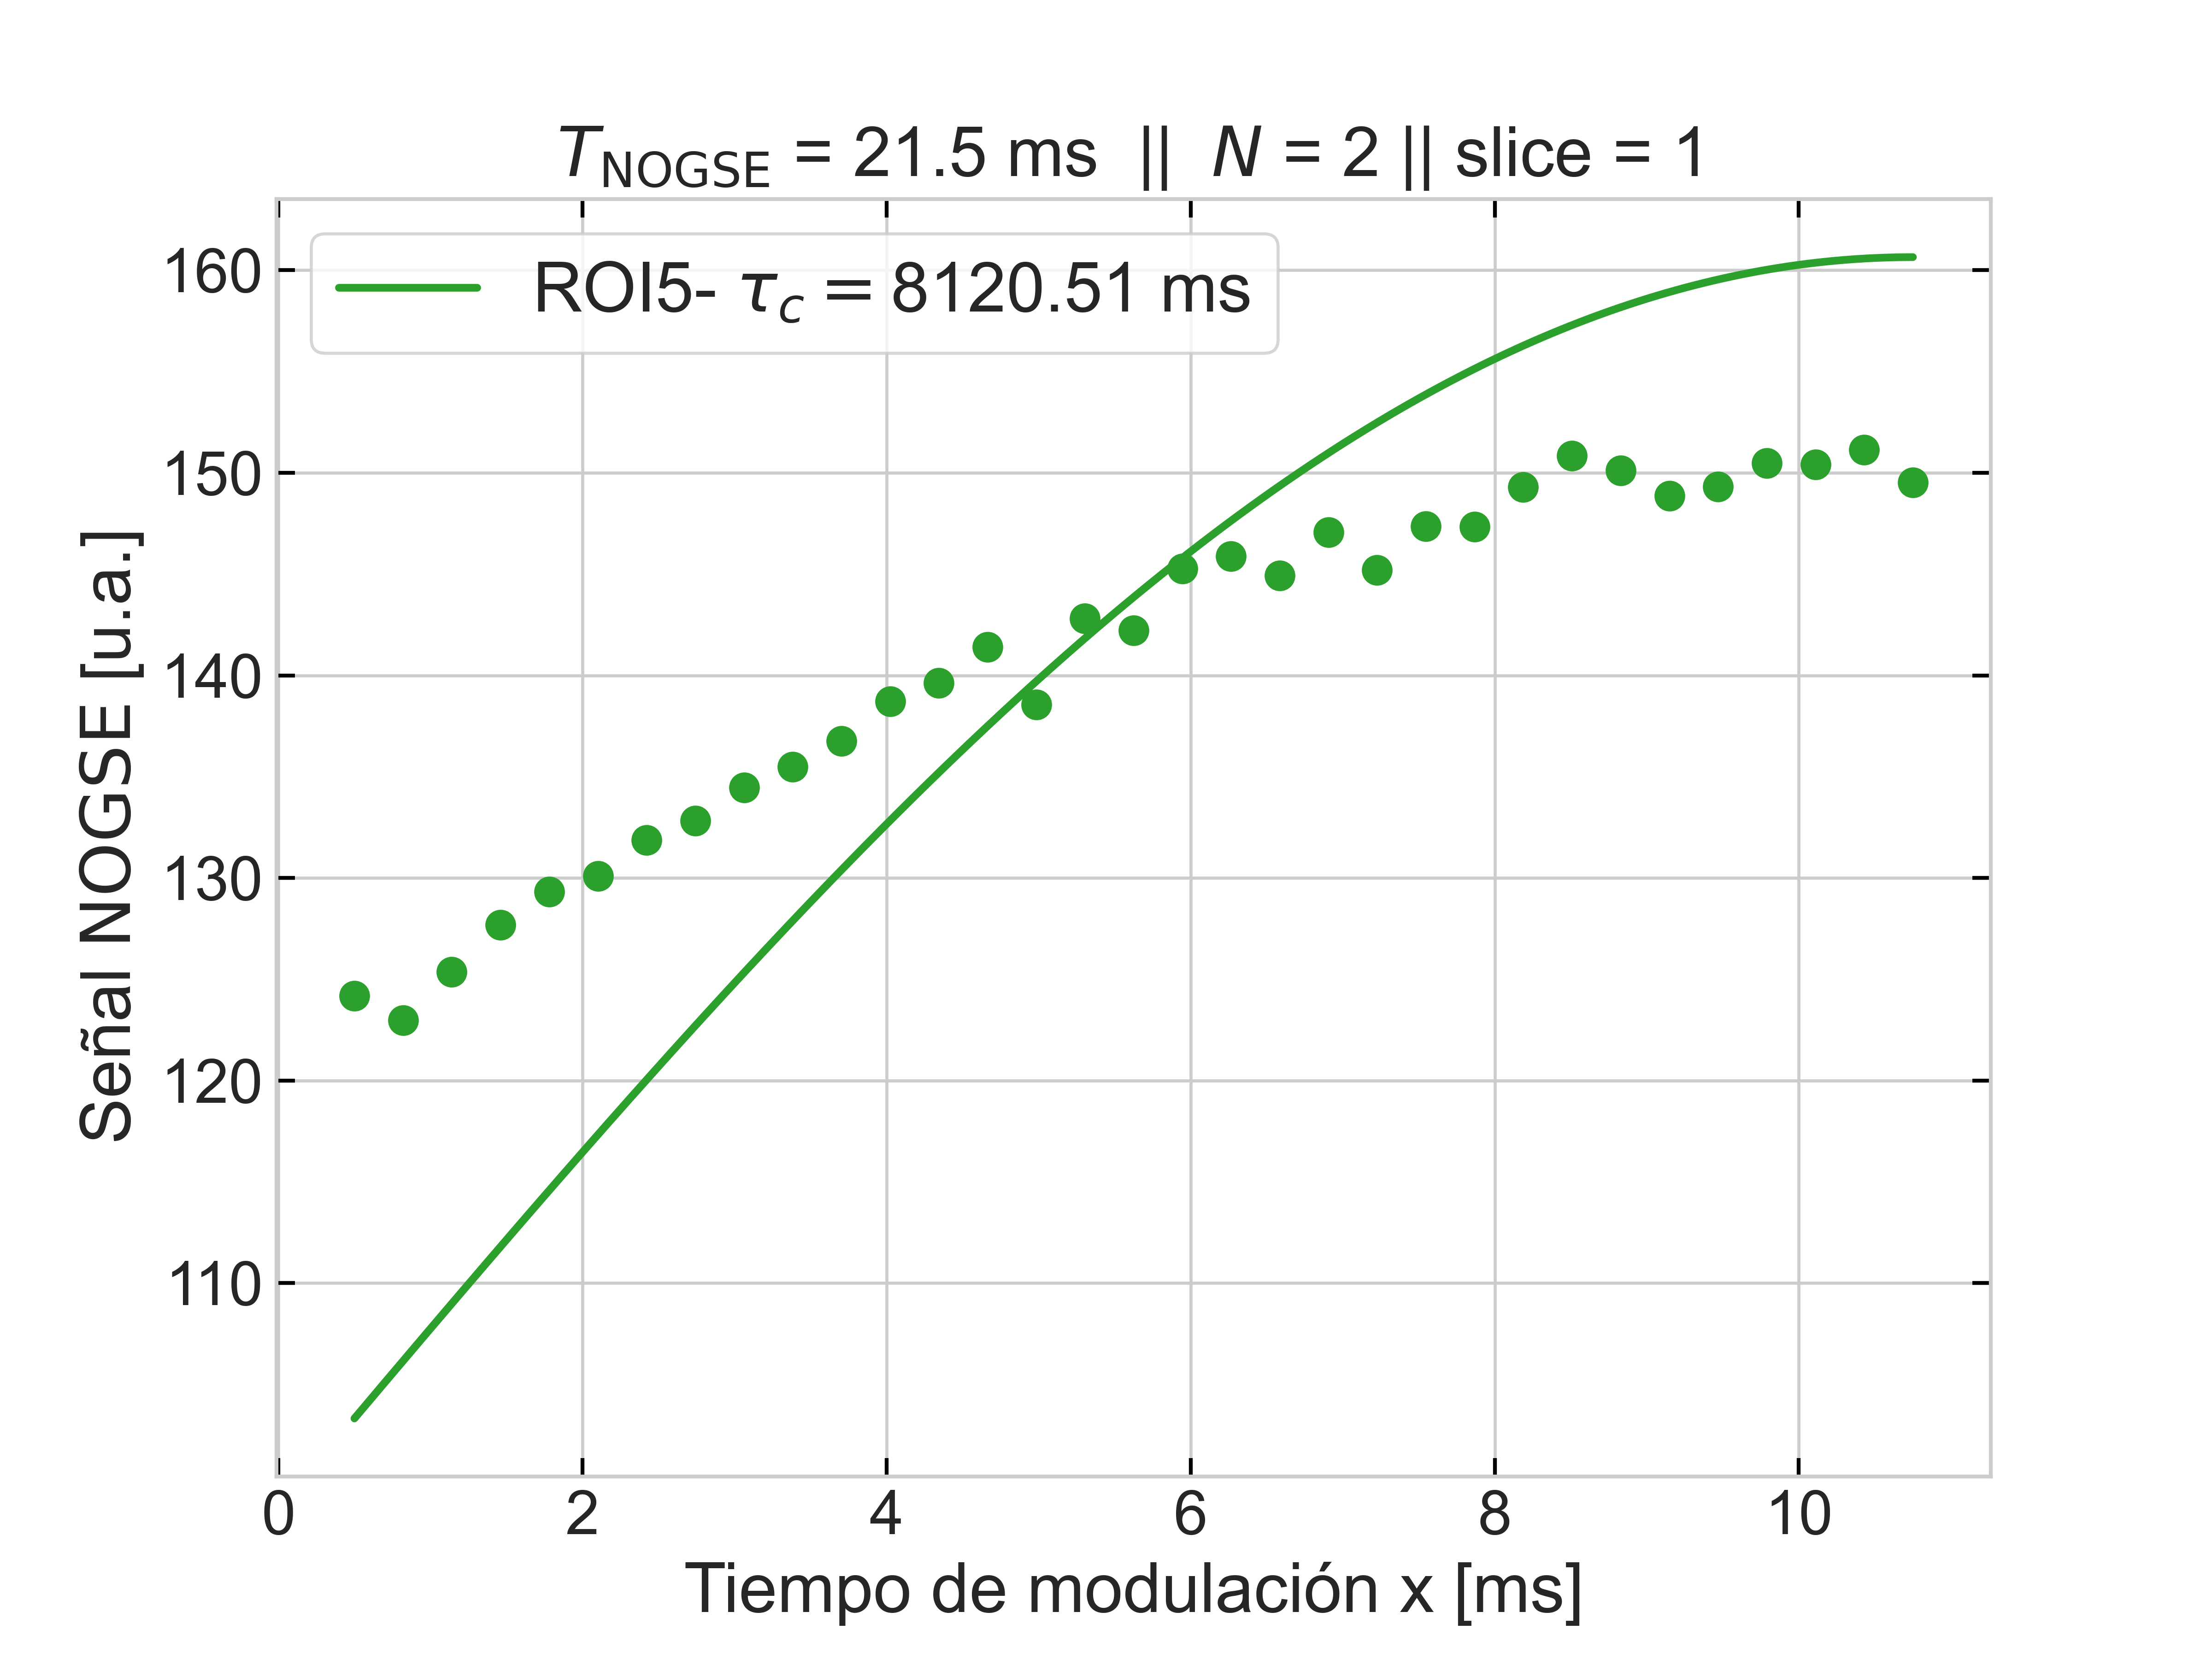 T_NOGSE = 21.5 ms || N = 2 || slice = 1
ROI5- τ_c = 8120.51 ms
Señal NOGSE [u.a.]
160
150
140
130
120
110
0 2 4 6 8 10
Tiempo de modulación x [ms]